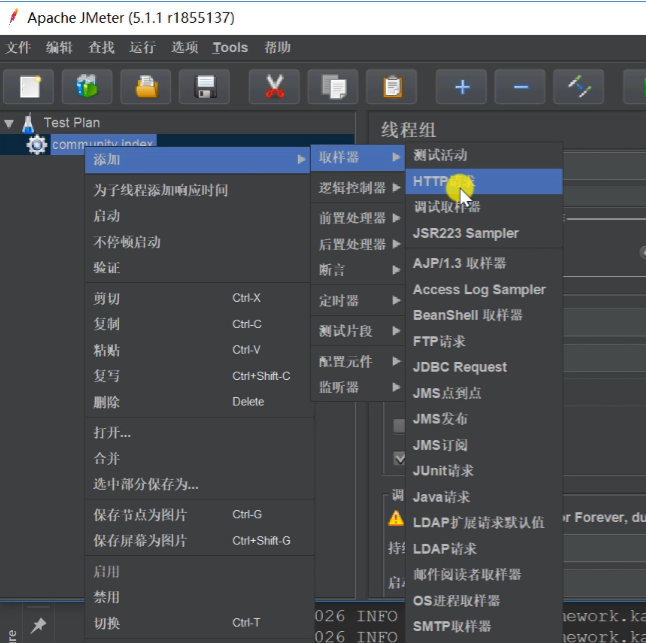 Apache JMeter (5.1.1 r1855137)
文件 编辑 查找 运行 选项 Tools 帮助
Test Plan
community index
线程组
添加
为子线程添加响应时间
启动
不停顿启动
验证
剪切 Ctrl-X
复制 Ctrl-C
粘贴 Ctrl-V
复写 Ctrl+Shift-C
删除 Delete
打开...
合并
选中部分保存为...
保存节点为图片 Ctrl-G
保存屏幕为图片 Ctrl+Shift-G
启用
禁用
切换 Ctrl-T
取样器
逻辑控制器
前置处理器
后置处理器
断言
定时器
测试片段
配置元件
监听器
测试活动
HTTP请求
调试取样器
JSR223 Sampler
AJP/1.3 取样器
Access Log Sampler
BeanShell 取样器
FTP请求
JDBC Request
JMS点到点
JMS发布
JMS订阅
JUnit请求
Java请求
LDAP扩展请求默认值
LDAP请求
邮件阅读者取样器
OS进程取样器
SMTP取样器
调
r Forever, du
持
启
026 INFO
ework.ka
026 INFO
ework.ka